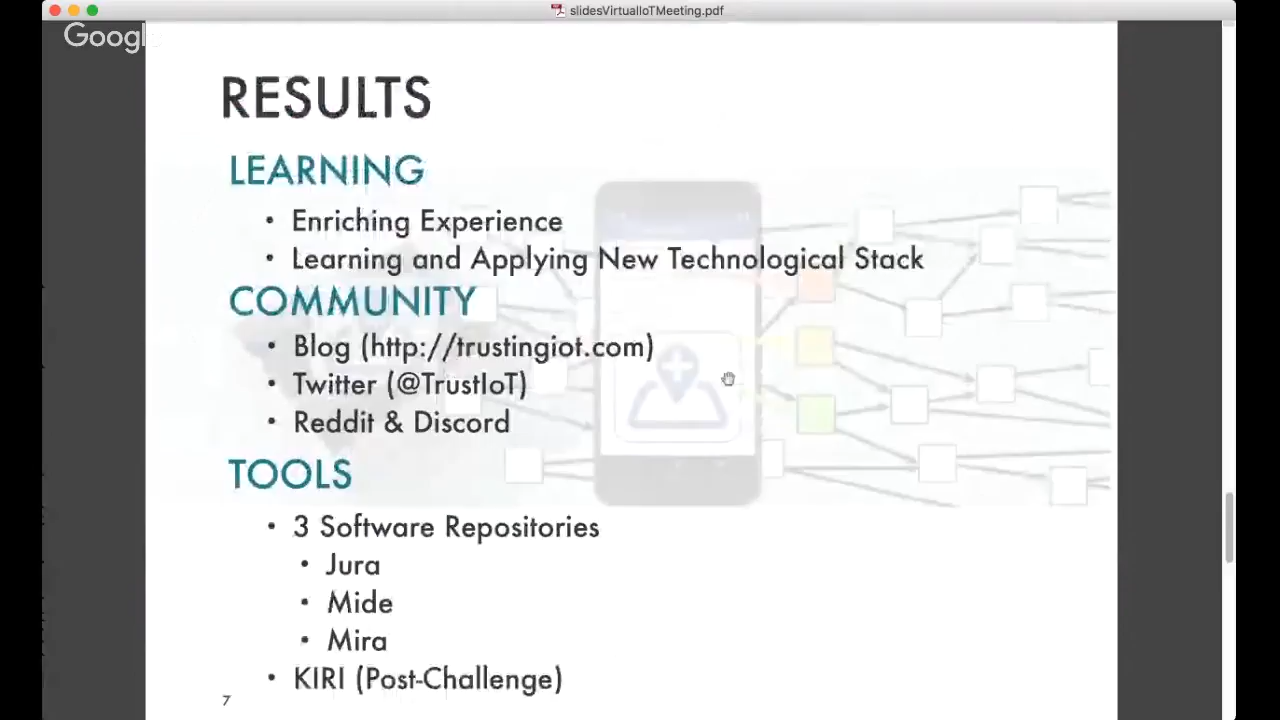 slidesVirtualIoTMeeting.pdf
Google
RESULTS
LEARNING
• Enriching Experience
• Learning and Applying New Technological Stack
COMMUNITY
• Blog (http://trustingiot.com)
• Twitter (@TrustIoT)
• Reddit & Discord
TOOLS
• 3 Software Repositories
• Jura
• Mide
• Mira
• KIRI (Post-Challenge)
7